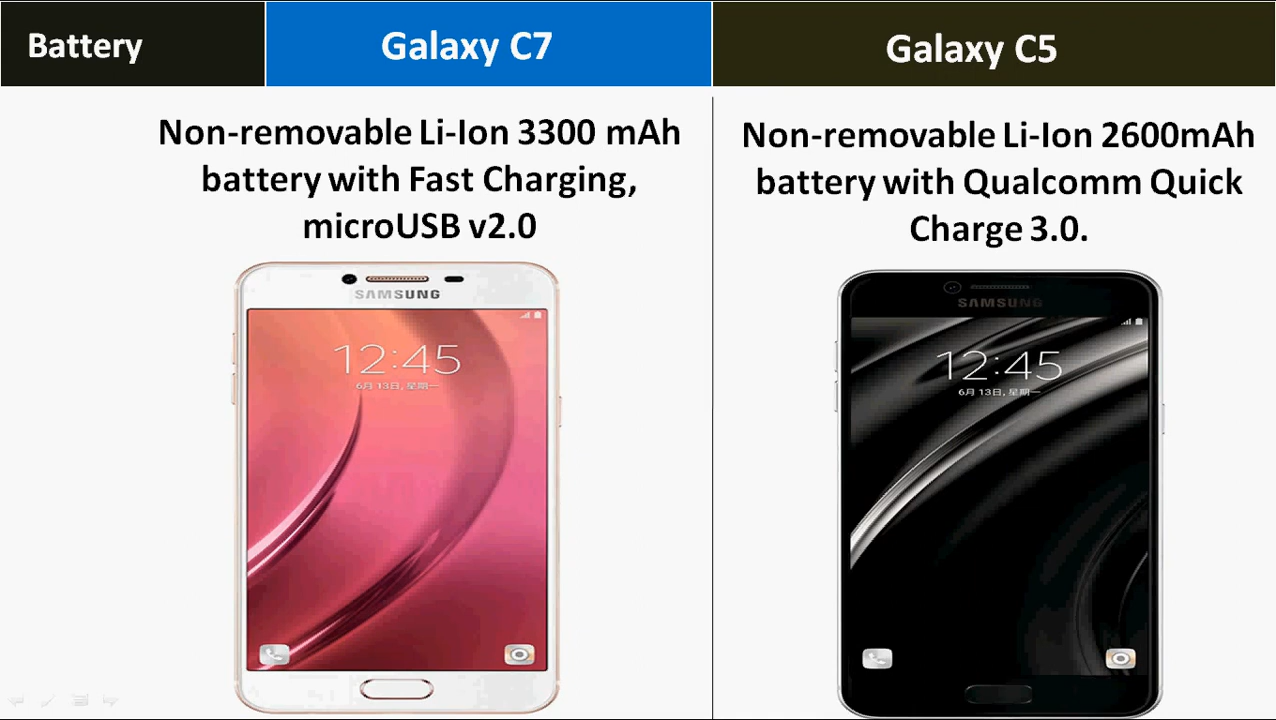 Battery
Galaxy C7
Galaxy C5
Non-removable Li-Ion 3300 mAh
battery with Fast Charging,
microUSB v2.0
Non-removable Li-Ion 2600mAh
battery with Qualcomm Quick
Charge 3.0.
SAMSUNG
12:45
6月13日, 星期一
SAMSUNG
12:45
6月13日, 星期一